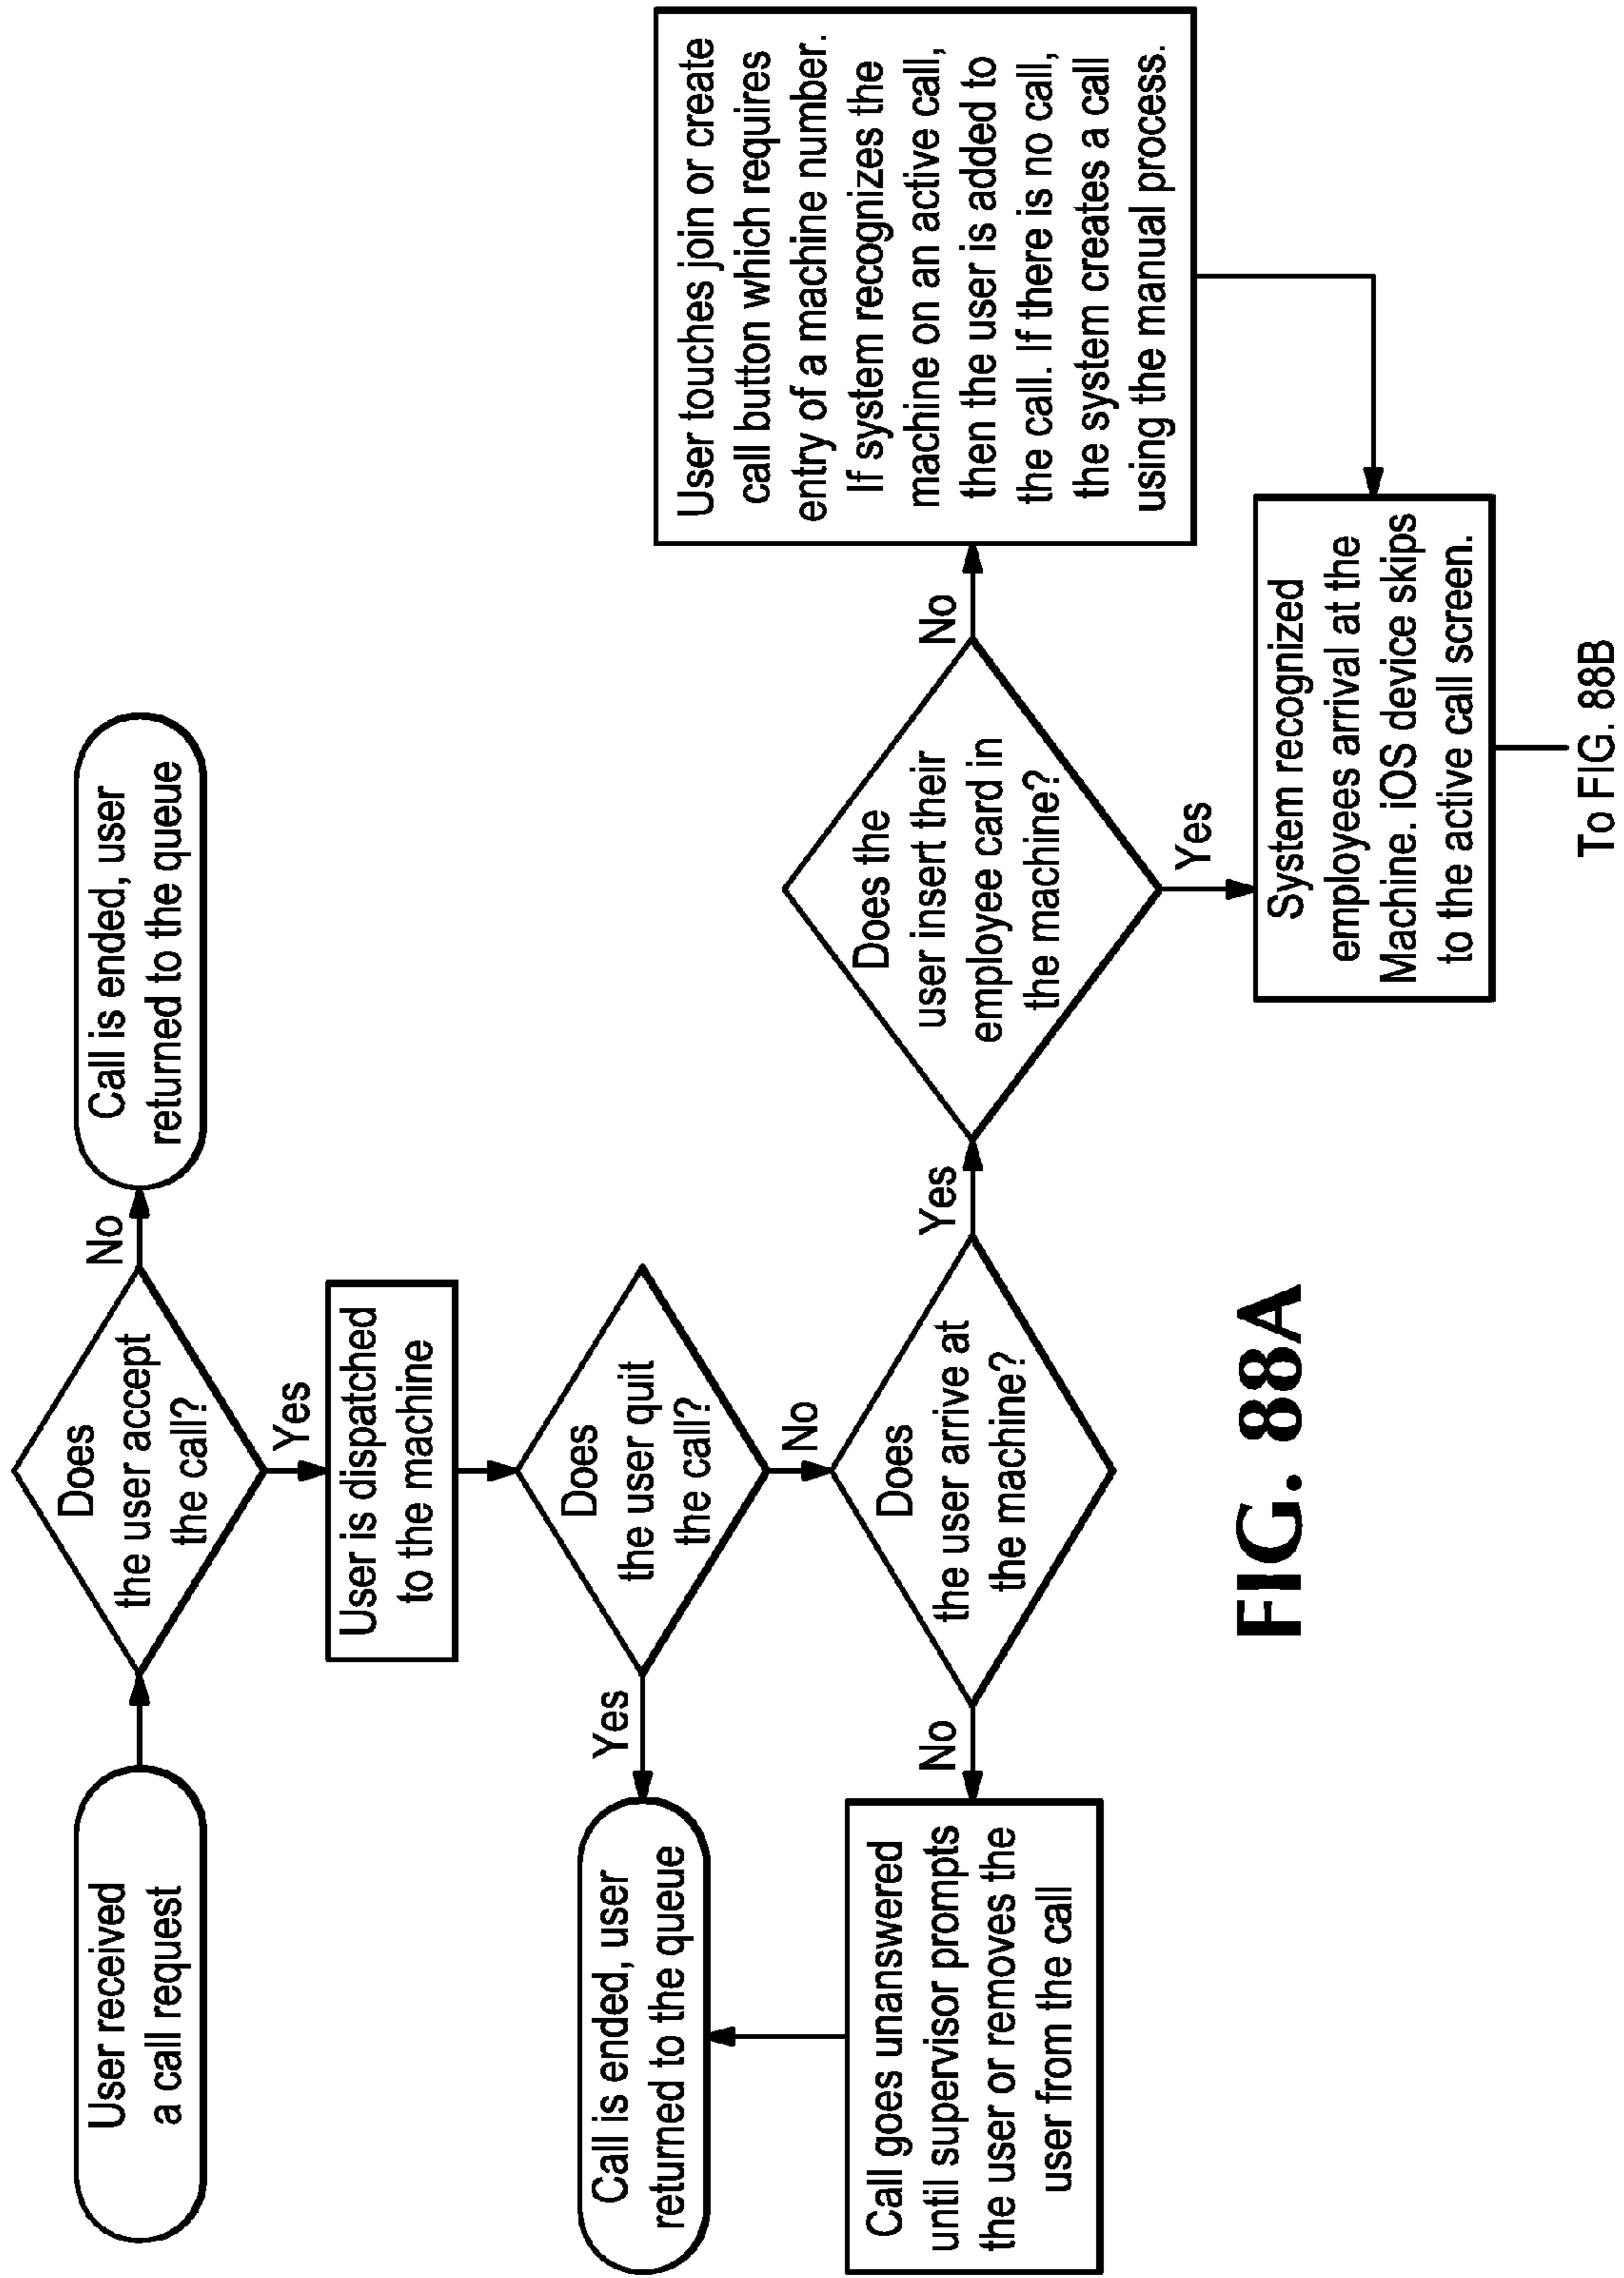 User received
a call request
Does
the user accept
the call?
No
Call is ended, user
returned to the queue
Yes
User is dispatched
to the machine
Does
the user quit
the call?
Yes
Call is ended, user
returned to the queue
No
Does
the user arrive at
the machine?
No
Call goes unanswered
until supervisor prompts
the user or removes the
user from the call
Yes
Does the
user insert their
employee card in
the machine?
No
User touches join or create
call button which requires
entry of a machine number.
If system recognizes the
machine on an active call,
then the user is added to
the call. If there is no call,
the system creates a call
using the manual process.
Yes
System recognized
employees arrival at the
Machine. iOS device skips
to the active call screen.
To FIG. 88B
FIG. 88A